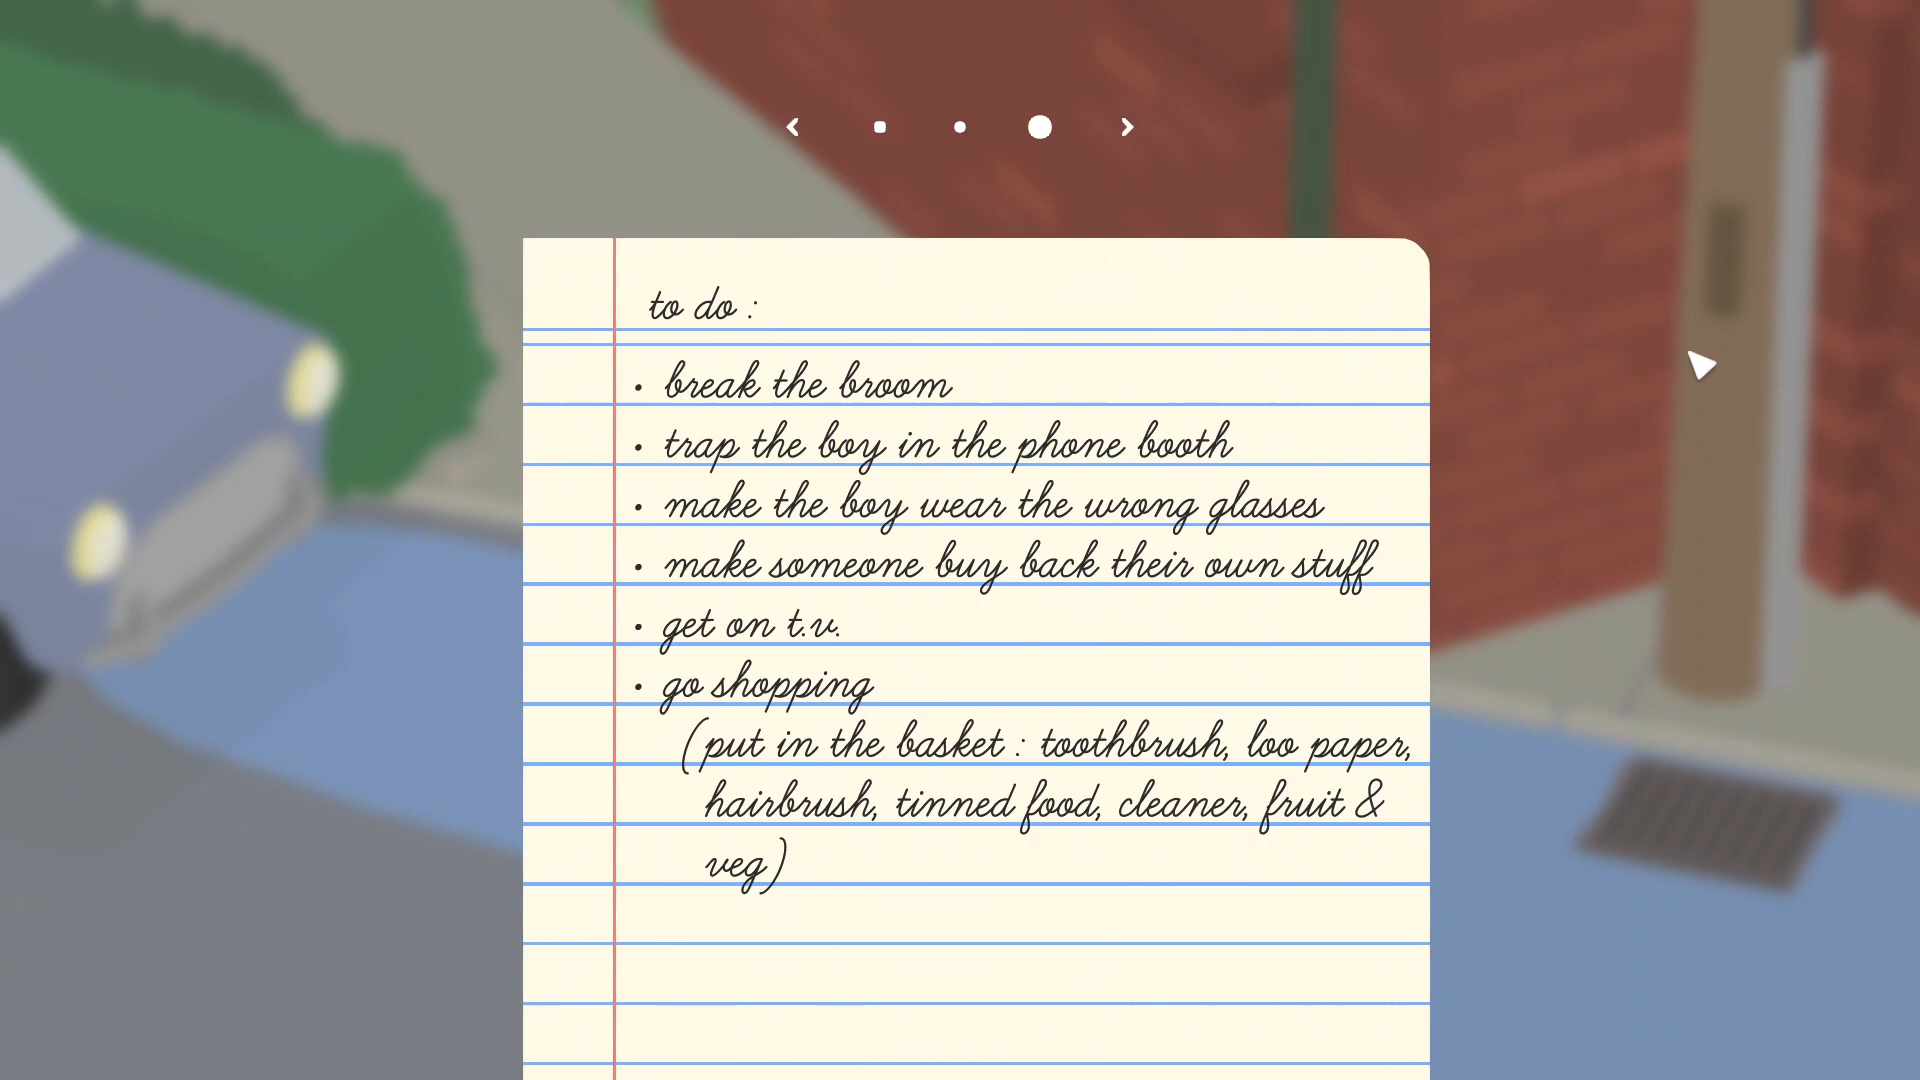 to do :
• break the broom
• trap the boy in the phone booth
• make the boy wear the wrong glasses
• make someone buy back their own stuff
• get on t.v.
• go shopping
(put in the basket : toothbrush, loo paper,
hairbrush, tinned food, cleaner, fruit &
veg)